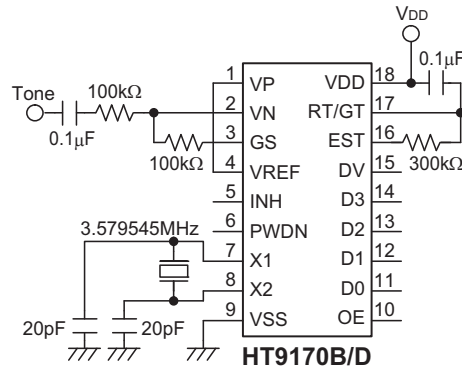 VDD
Tone
0.1μF
100kΩ
100kΩ
1 VP
2 VN
3 GS
4 VREF
5 INH
6 PWDN
7 X1
8 X2
9 VSS
VDD 18
RT/GT 17
EST 16
DV 15
D3 14
D2 13
D1 12
D0 11
OE 10
0.1μF
300kΩ
3.579545MHz
20pF
20pF
HT9170B/D